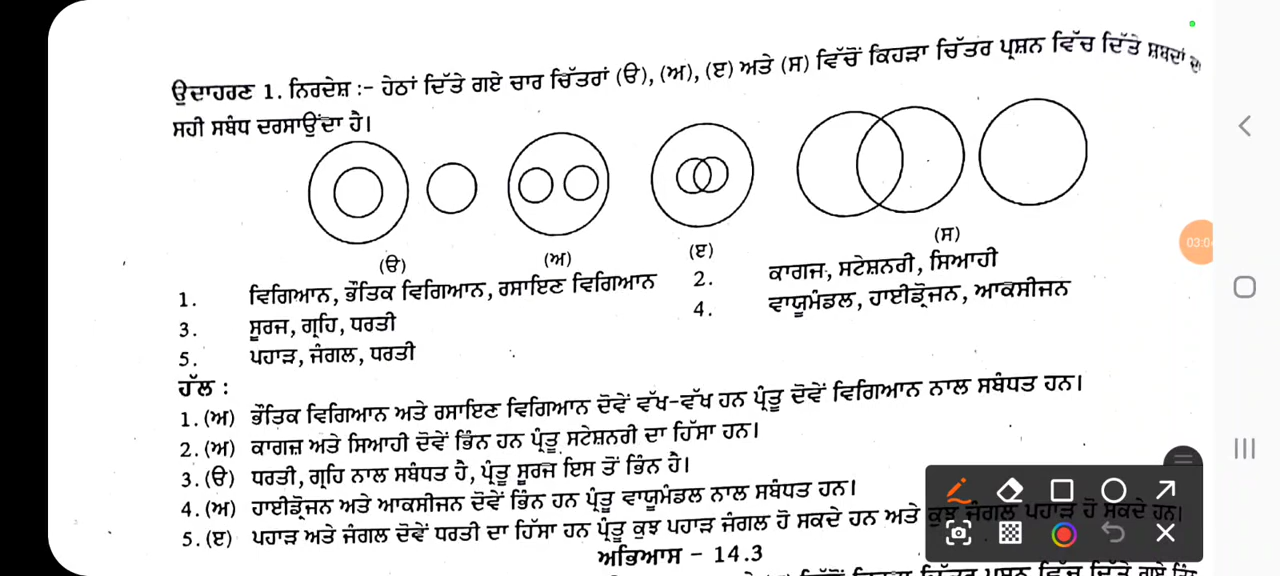 ਉਦਾਹਰਣ 1. ਨਿਰਦੇਸ਼ :- ਹੇਠਾਂ ਦਿੱਤੇ ਗਏ ਚਾਰ ਚਿੱਤਰਾਂ (ੳ), (ਅ), (ੲ) ਅਤੇ (ਸ) ਵਿੱਚੋਂ ਕਿਹੜਾ ਚਿੱਤਰ ਪ੍ਰਸ਼ਨ ਵਿੱਚ ਦਿੱਤੇ ਸ਼ਬਦਾਂ ਦਾ
ਸਹੀ ਸਬੰਧ ਦਰਸਾਉਂਦਾ ਹੈ।
(ੳ) (ਅ) (ੲ) (ਸ)
1. ਵਿਗਿਆਨ, ਭੌਤਿਕ ਵਿਗਿਆਨ, ਰਸਾਇਣ ਵਿਗਿਆਨ 2. ਕਾਗਜ, ਸਟੇਸ਼ਨਰੀ, ਸਿਆਹੀ
3. ਸੂਰਜ, ਗ੍ਰਹਿ, ਧਰਤੀ 4. ਵਾਯੂਮੰਡਲ, ਹਾਈਡ੍ਰੋਜਨ, ਆਕਸੀਜਨ
5. ਪਹਾੜ, ਜੰਗਲ, ਧਰਤੀ
ਹੱਲ :
1. (ਅ) ਭੌਤਿਕ ਵਿਗਿਆਨ ਅਤੇ ਰਸਾਇਣ ਵਿਗਿਆਨ ਦੋਵੇਂ ਵੱਖ-ਵੱਖ ਹਨ ਪ੍ਰੰਤੂ ਦੋਵੇਂ ਵਿਗਿਆਨ ਨਾਲ ਸਬੰਧਤ ਹਨ।
2. (ਅ) ਕਾਗਜ਼ ਅਤੇ ਸਿਆਹੀ ਦੋਵੇਂ ਭਿੰਨ ਹਨ ਪ੍ਰੰਤੂ ਸਟੇਸ਼ਨਰੀ ਦਾ ਹਿੱਸਾ ਹਨ।
3. (ੳ) ਧਰਤੀ, ਗ੍ਰਹਿ ਨਾਲ ਸਬੰਧਤ ਹੈ, ਪ੍ਰੰਤੂ ਸੂਰਜ ਇਸ ਤੋਂ ਭਿੰਨ ਹੈ।
4. (ਅ) ਹਾਈਡ੍ਰੋਜਨ ਅਤੇ ਆਕਸੀਜਨ ਦੋਵੇਂ ਭਿੰਨ ਹਨ ਪ੍ਰੰਤੂ ਵਾਯੂਮੰਡਲ ਨਾਲ ਸਬੰਧਤ ਹਨ।
5. (ੲ) ਪਹਾੜ ਅਤੇ ਜੰਗਲ ਦੋਵੇਂ ਧਰਤੀ ਦਾ ਹਿੱਸਾ ਹਨ ਪ੍ਰੰਤੂ ਕੁਝ ਪਹਾੜ ਜੰਗਲ ਹੋ ਸਕਦੇ ਹਨ ਅਤੇ ਕੁਝ ਜੰਗਲ ਪਹਾੜ ਹੋ ਸਕਦੇ ਹਨ।
ਅਭਿਆਸ - 14.3